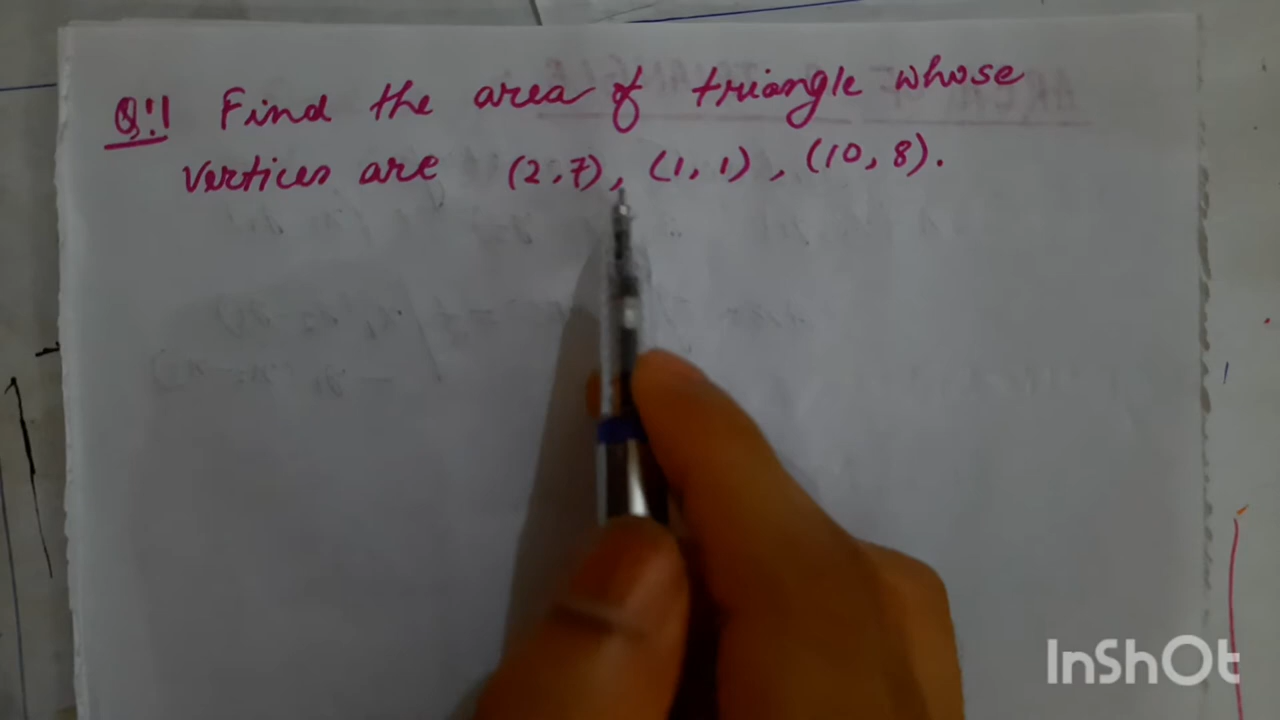 Q:1 Find the area of triangle whose
vertices are (2,7), (1,1), (10,8).
InShOt